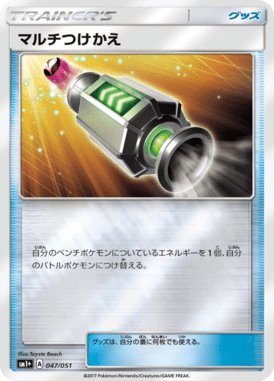 TRAINER'S グッズ
マルチつけかえ
自分のベンチポケモンについているエネルギーを1個、自分
のバトルポケモンにつけ替える。
グッズは、自分の番に何枚でも使える。
Illus. Toyste Beach
sm1+ A 047/051
©2017 Pokémon/Nintendo/Creatures/GAME FREAK.